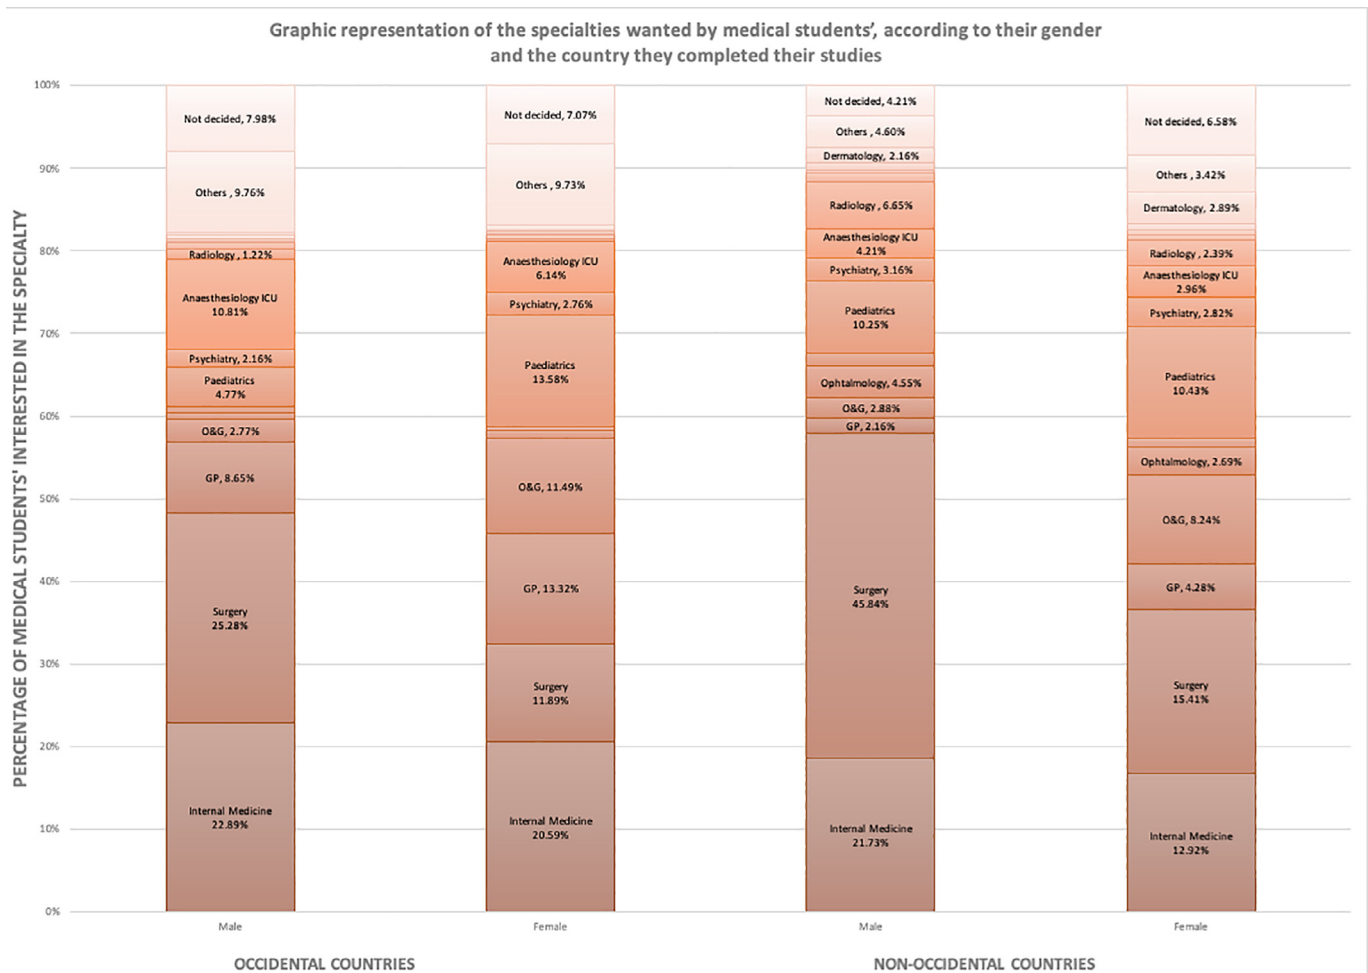 Graphic representation of the specialties wanted by medical students’, according to their gender
and the country they completed their studies
PERCENTAGE OF MEDICAL STUDENTS' INTERESTED IN THE SPECIALTY
100%
90%
80%
70%
60%
50%
40%
30%
20%
10%
0%
Not decided, 7.98%
Others , 9.76%
Radiology , 1.22%
Anaesthesiology ICU
10.81%
Psychiatry, 2.16%
Paediatrics
4.77%
O&G, 2.77%
GP, 8.65%
Surgery
25.28%
Internal Medicine
22.89%
Male
Not decided, 7.07%
Others , 9.73%
Anaesthesiology ICU
6.14%
Psychiatry, 2.76%
Paediatrics
13.58%
O&G, 11.49%
GP, 13.32%
Surgery
11.89%
Internal Medicine
20.59%
Female
OCCIDENTAL COUNTRIES
Not decided, 4.21%
Others , 4.60%
Dermatology, 2.16%
Radiology , 6.65%
Anaesthesiology ICU
4.21%
Psychiatry, 3.16%
Paediatrics
10.25%
Ophtalmology, 4.55%
O&G, 2.88%
GP, 2.16%
Surgery
45.84%
Internal Medicine
21.73%
Male
Not decided, 6.58%
Others , 3.42%
Dermatology, 2.89%
Radiology , 2.39%
Anaesthesiology ICU
2.96%
Psychiatry, 2.82%
Paediatrics
10.43%
Ophtalmology, 2.69%
O&G, 8.24%
GP, 4.28%
Surgery
15.41%
Internal Medicine
12.92%
Female
NON-OCCIDENTAL COUNTRIES